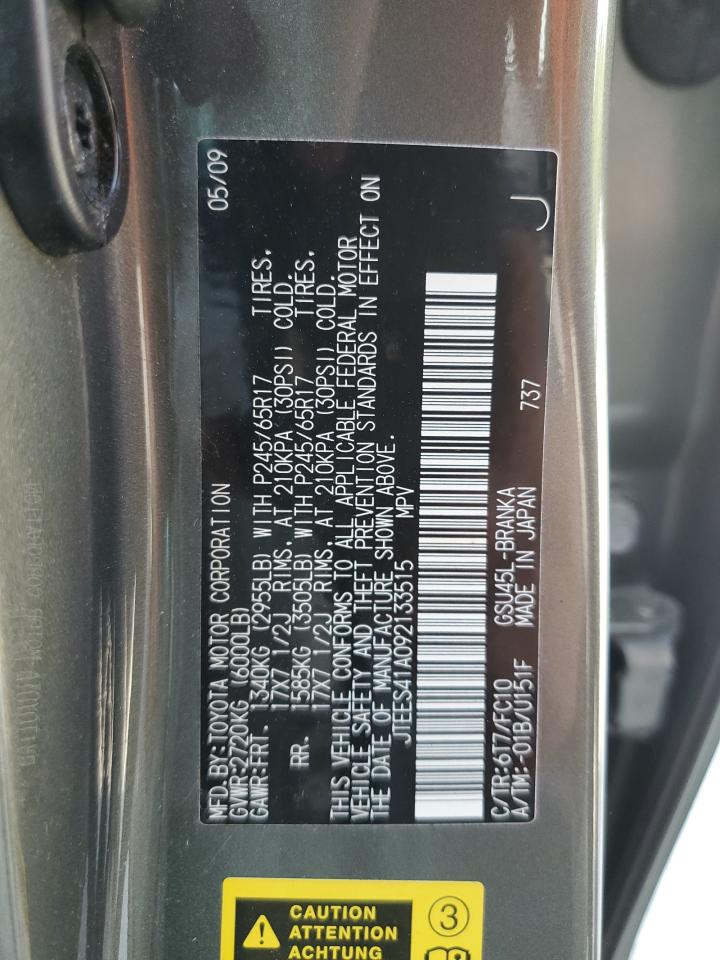 MFD.BY:TOYOTA MOTOR CORPORATION 05/09
GVWR:2720KG (6000LB)
GAWR:FRT. 1340KG (2955LB) WITH P245/65R17 TIRES,
17X7 1/2J RIMS, AT 210KPA (30PSI) COLD.
RR. 1585KG (3505LB) WITH P245/65R17 TIRES,
17X7 1/2J RIMS, AT 210KPA (30PSI) COLD.
THIS VEHICLE CONFORMS TO ALL APPLICABLE FEDERAL MOTOR
VEHICLE SAFETY AND THEFT PREVENTION STANDARDS IN EFFECT ON
THE DATE OF MANUFACTURE SHOWN ABOVE.
JTEES41A092133515 MPV
C/TR:6T7/FC10 GSU45L-BRANKA 737
A/TM:-01B/U151F MADE IN JAPAN J
CAUTION
ATTENTION
ACHTUNG
3